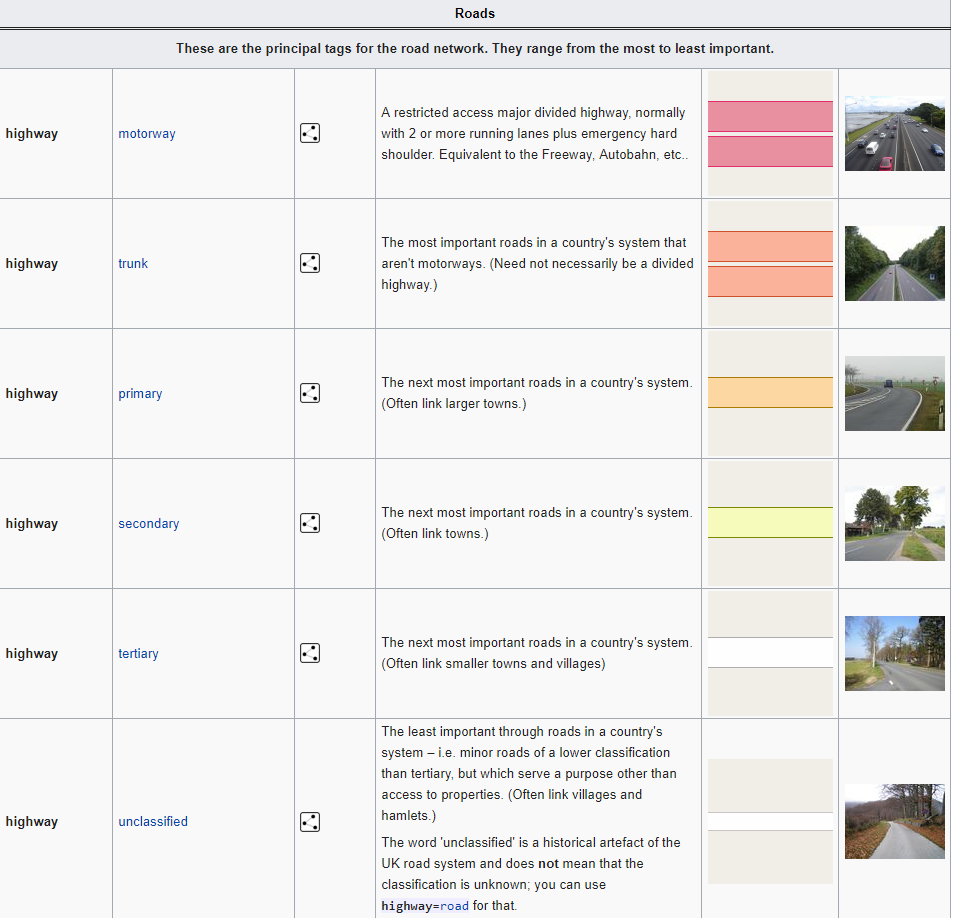 Roads
These are the principal tags for the road network. They range from the most to least important.
highway
motorway
A restricted access major divided highway, normally
with 2 or more running lanes plus emergency hard
shoulder. Equivalent to the Freeway, Autobahn, etc..
highway
trunk
The most important roads in a country's system that
aren't motorways. (Need not necessarily be a divided
highway.)
highway
primary
The next most important roads in a country's system.
(Often link larger towns.)
highway
secondary
The next most important roads in a country's system.
(Often link towns.)
highway
tertiary
The next most important roads in a country's system.
(Often link smaller towns and villages)
highway
unclassified
The least important through roads in a country's
system – i.e. minor roads of a lower classification
than tertiary, but which serve a purpose other than
access to properties. (Often link villages and
hamlets.)
The word 'unclassified' is a historical artefact of the
UK road system and does not mean that the
classification is unknown; you can use
highway=road for that.